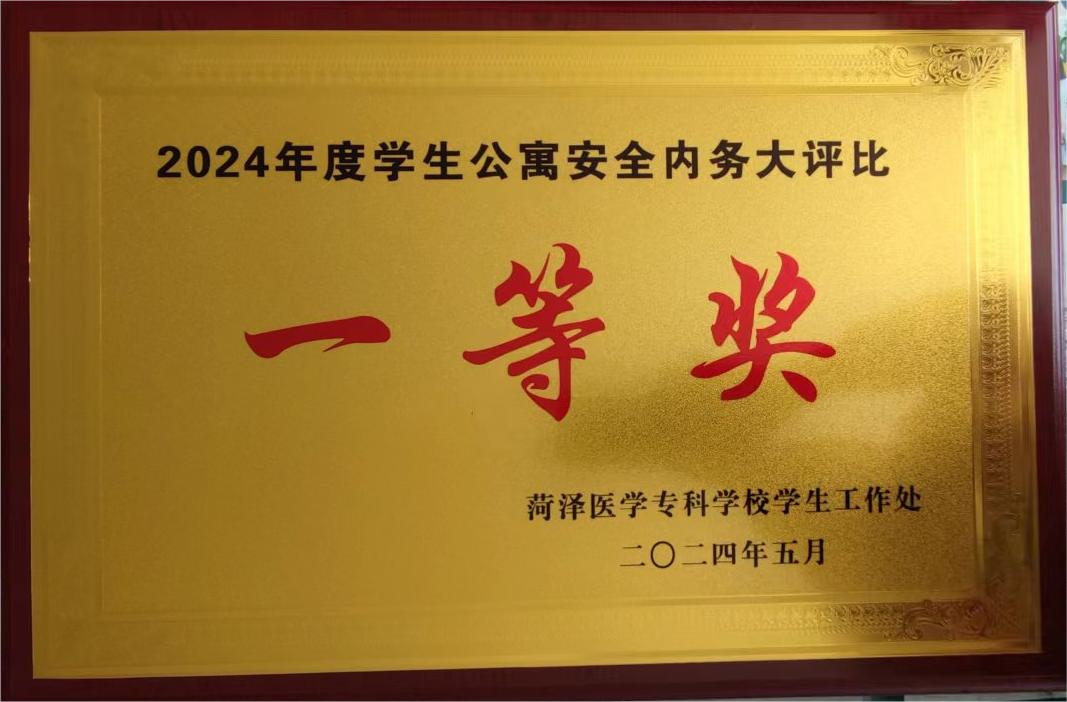 2024年度学生公寓安全内务大评比
一等奖
菏泽医学专科学校学生工作处
二〇二四年五月